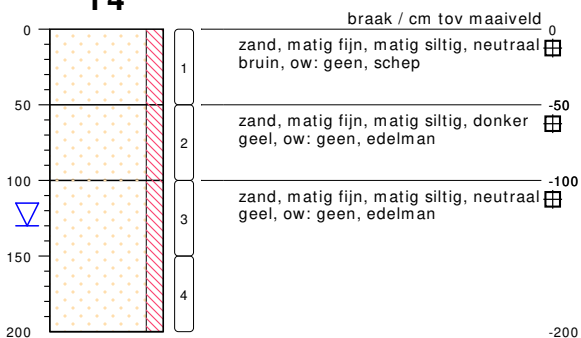 braak / cm tov maaiveld
0
0
zand, matig fijn, matig siltig, neutraal
bruin, ow: geen, schep
1
50
-50
zand, matig fijn, matig siltig, donker
geel, ow: geen, edelman
2
100
-100
zand, matig fijn, matig siltig, neutraal
geel, ow: geen, edelman
3
150
4
200
-200